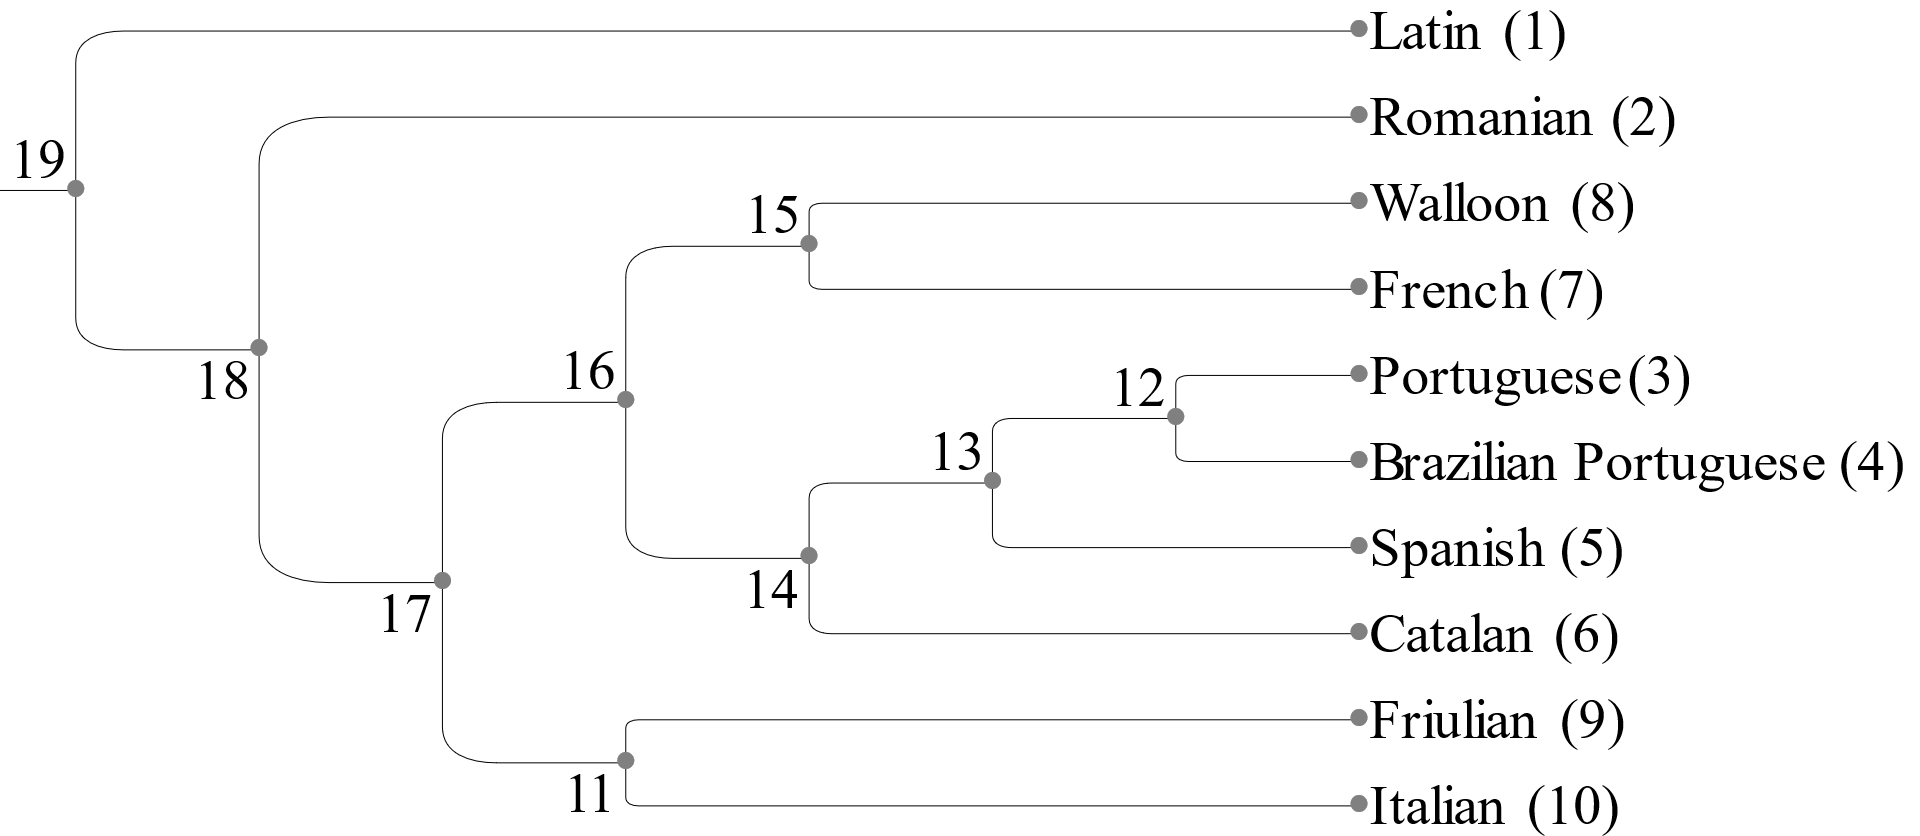 Latin (1)
Romanian (2)
19
Walloon (8)
15
French (7)
18
16
Portuguese (3)
12
13
Brazilian Portuguese (4)
Spanish (5)
14
17
Catalan (6)
Friulian (9)
11
Italian (10)